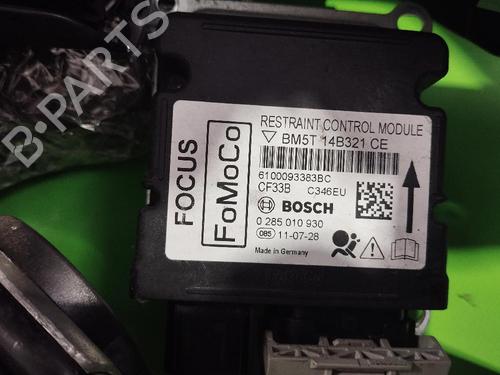 RESTRAINT CONTROL MODULE
BM5T 14B321 CE
6100093383BC
CF33B C346EU
BOSCH
0 285 010 930
085 11-07-28
Made in Germany
FOCUS
FoMoCo
B-PARTS